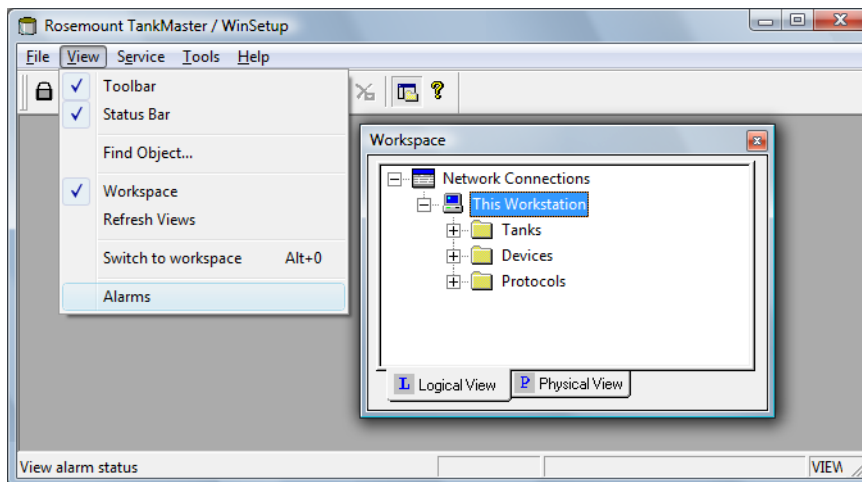 Rosemount TankMaster / WinSetup
File View Service Tools Help
Toolbar
Status Bar
Find Object...
Workspace
Refresh Views
Switch to workspace Alt+0
Alarms
Workspace
Network Connections
This Workstation
Tanks
Devices
Protocols
L Logical View P Physical View
View alarm status VIEW